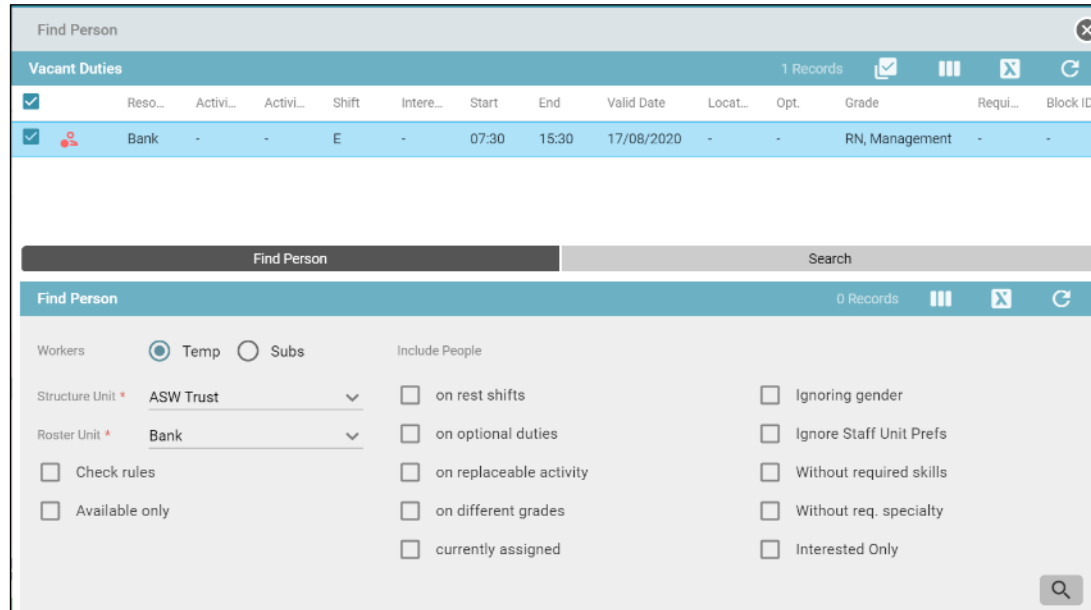 Find Person
Vacant Duties 1 Records
Reso... Activi... Activi... Shift Intere... Start End Valid Date Locat... Opt. Grade Requi... Block ID
Bank - - E - 07:30 15:30 17/08/2020 - - RN, Management - -
Find Person Search
Find Person 0 Records
Workers Temp Subs Include People
Structure Unit * ASW Trust on rest shifts Ignoring gender
Roster Unit * Bank on optional duties Ignore Staff Unit Prefs
Check rules on replaceable activity Without required skills
Available only on different grades Without req. specialty
currently assigned Interested Only